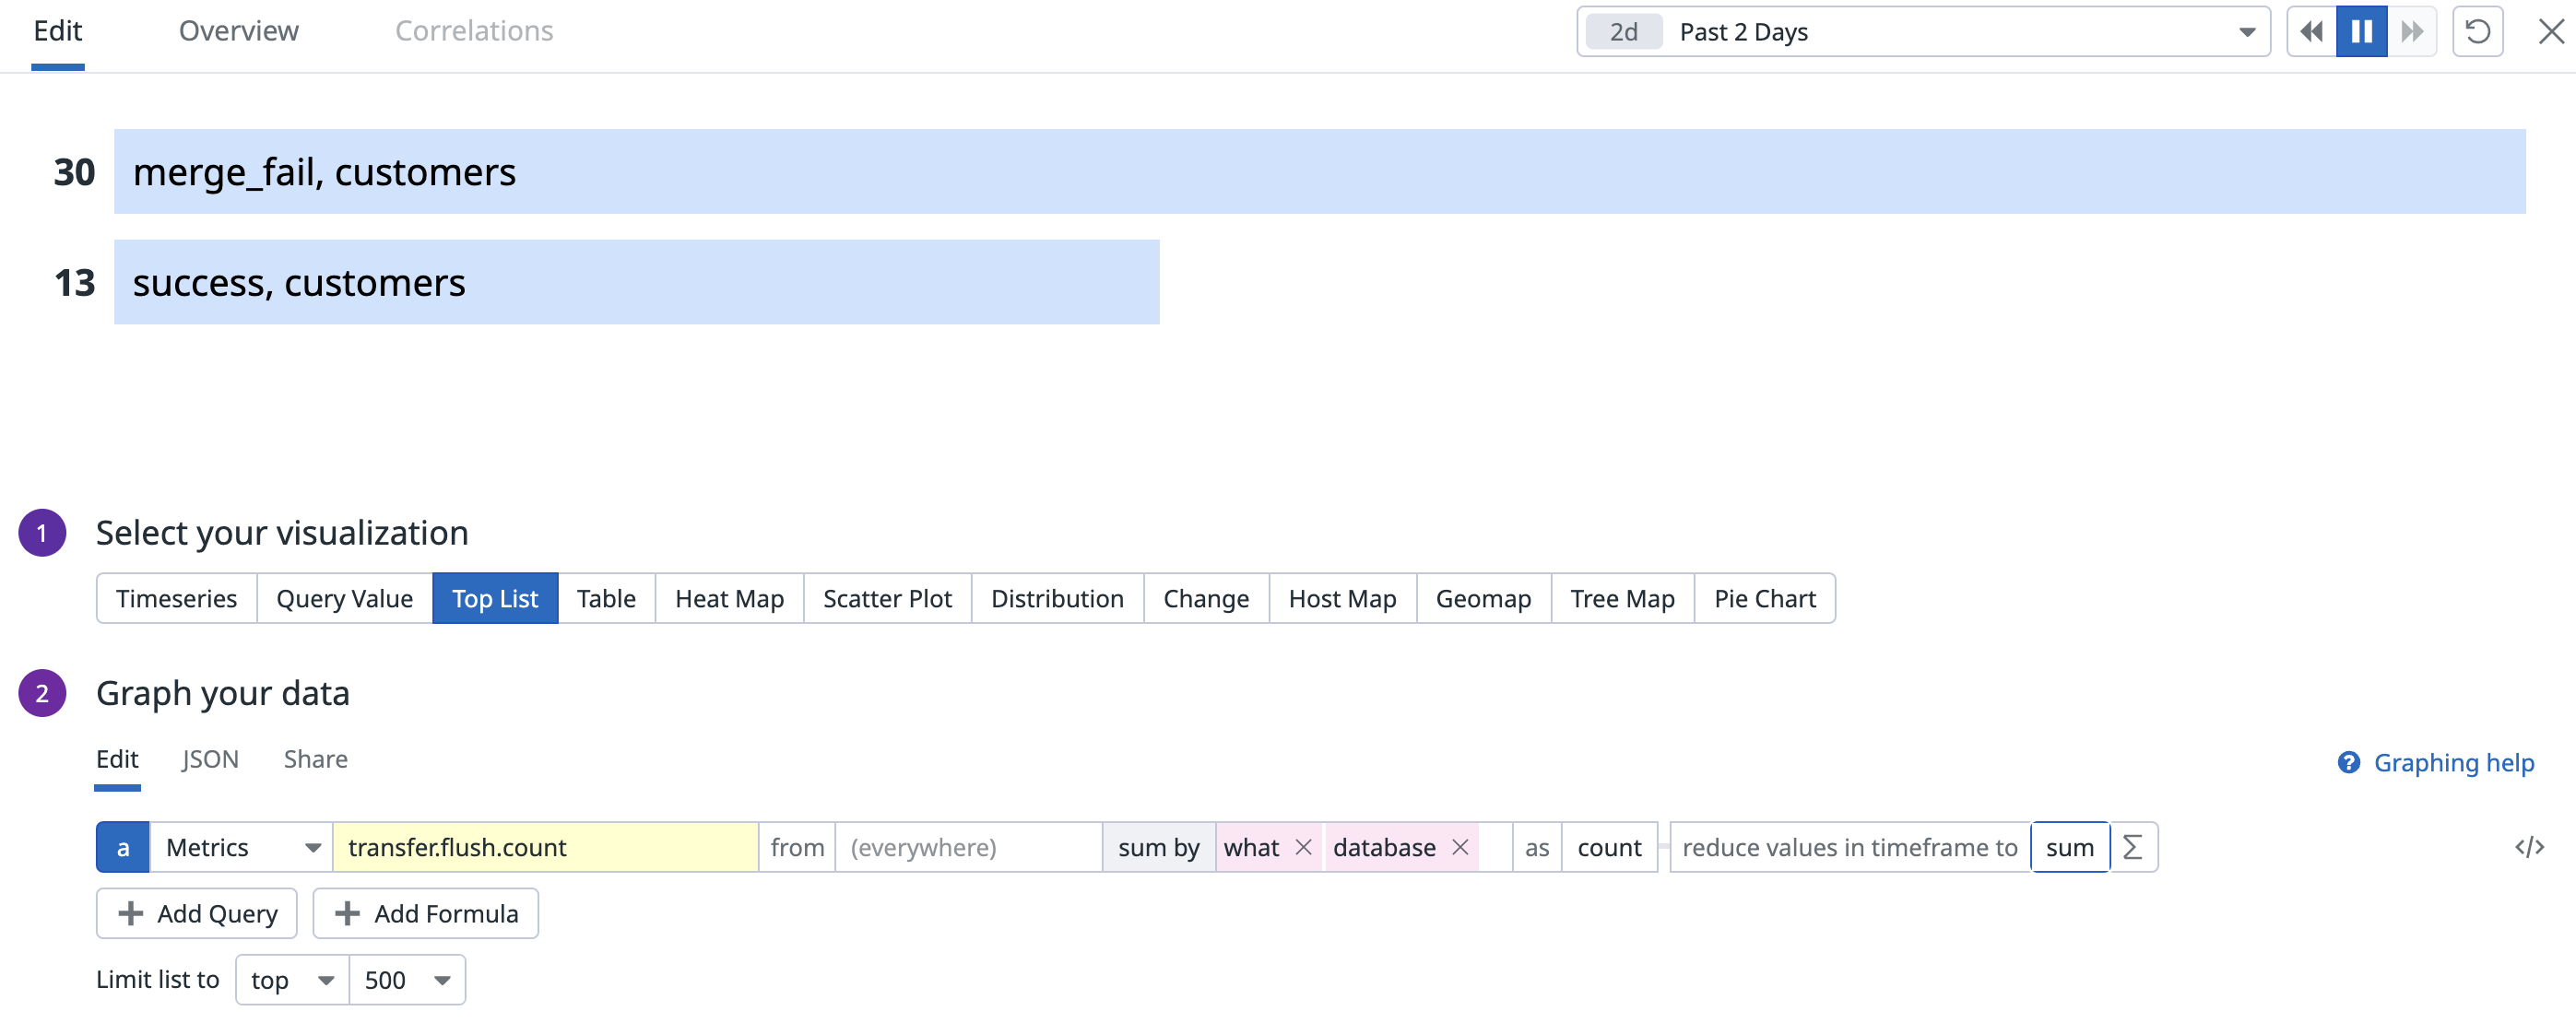 Edit Overview Correlations 2d Past 2 Days
30 merge_fail, customers
13 success, customers
1 Select your visualization
Timeseries Query Value Top List Table Heat Map Scatter Plot Distribution Change Host Map Geomap Tree Map Pie Chart
2 Graph your data
Edit JSON Share ? Graphing help
a Metrics transfer.flush.count from (everywhere) sum by what × database × as count reduce values in timeframe to sum Σ </>
+ Add Query + Add Formula
Limit list to top 500